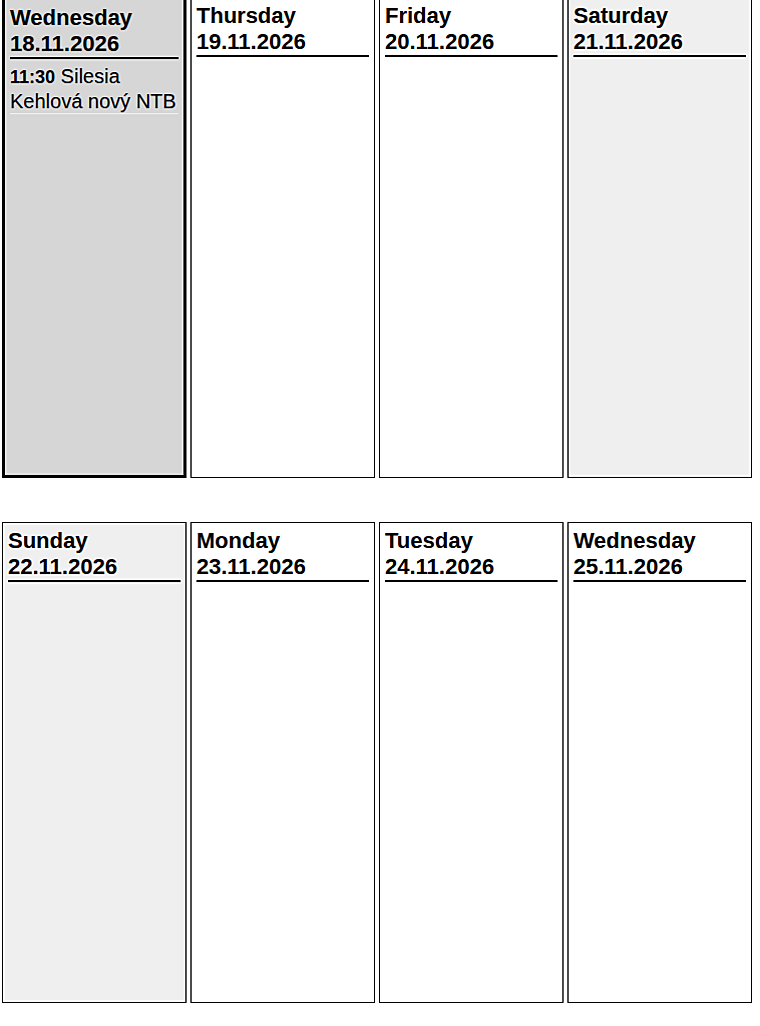 Wednesday
18.11.2026
11:30 Silesia
Kehlová nový NTB
Thursday
19.11.2026
Friday
20.11.2026
Saturday
21.11.2026
Sunday
22.11.2026
Monday
23.11.2026
Tuesday
24.11.2026
Wednesday
25.11.2026